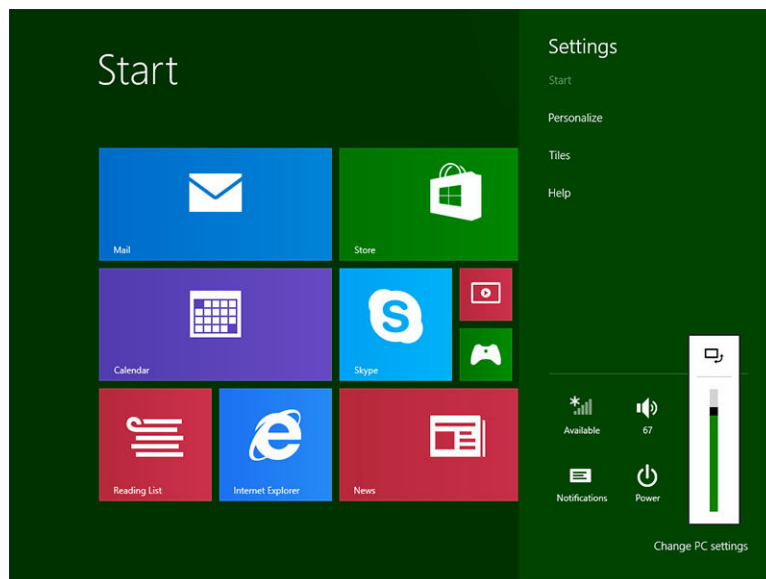 Start
Mail
Store
Calendar
Skype
Reading List
Internet Explorer
News
Settings
Start
Personalize
Tiles
Help
Available
67
Notifications
Power
Change PC settings